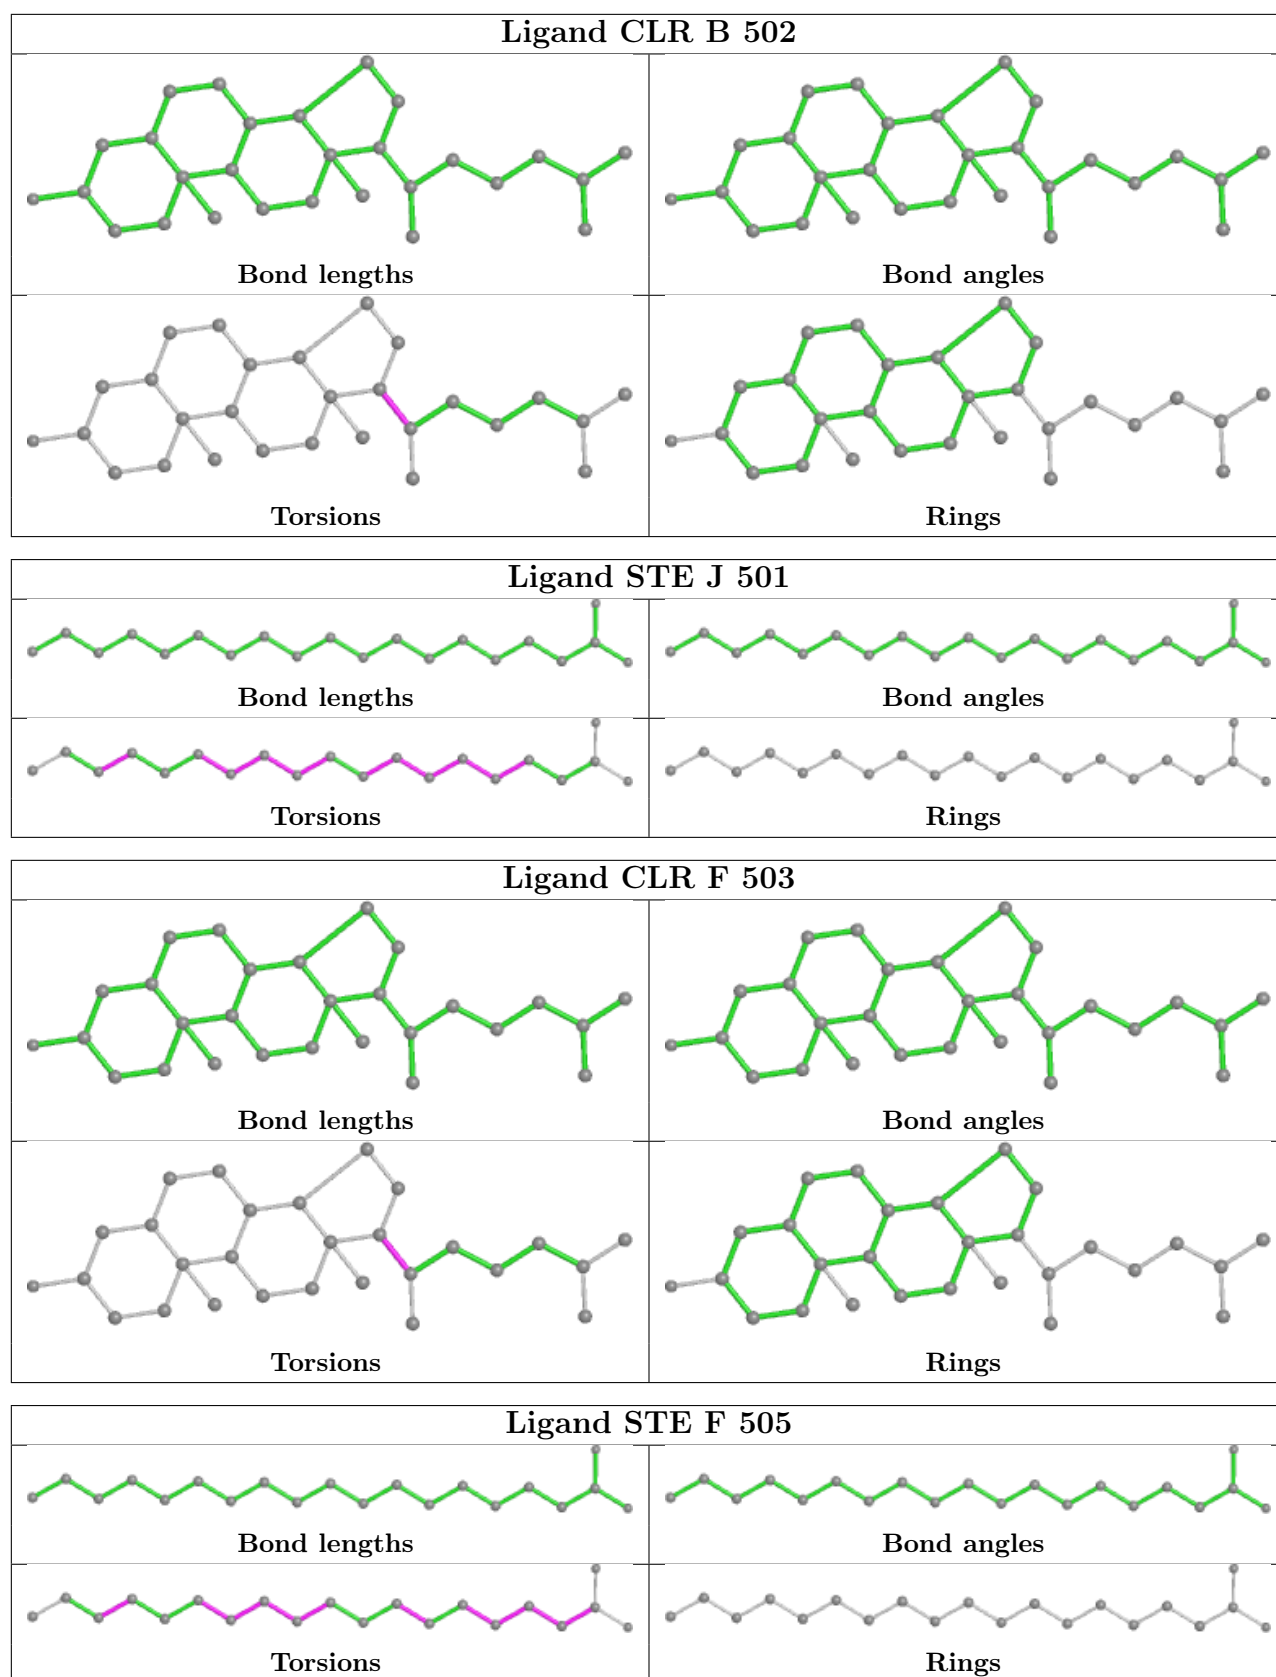 Ligand CLR B 502
Bond lengths
Bond angles
Torsions
Rings
Ligand STE J 501
Bond lengths
Bond angles
Torsions
Rings
Ligand CLR F 503
Bond lengths
Bond angles
Torsions
Rings
Ligand STE F 505
Bond lengths
Bond angles
Torsions
Rings